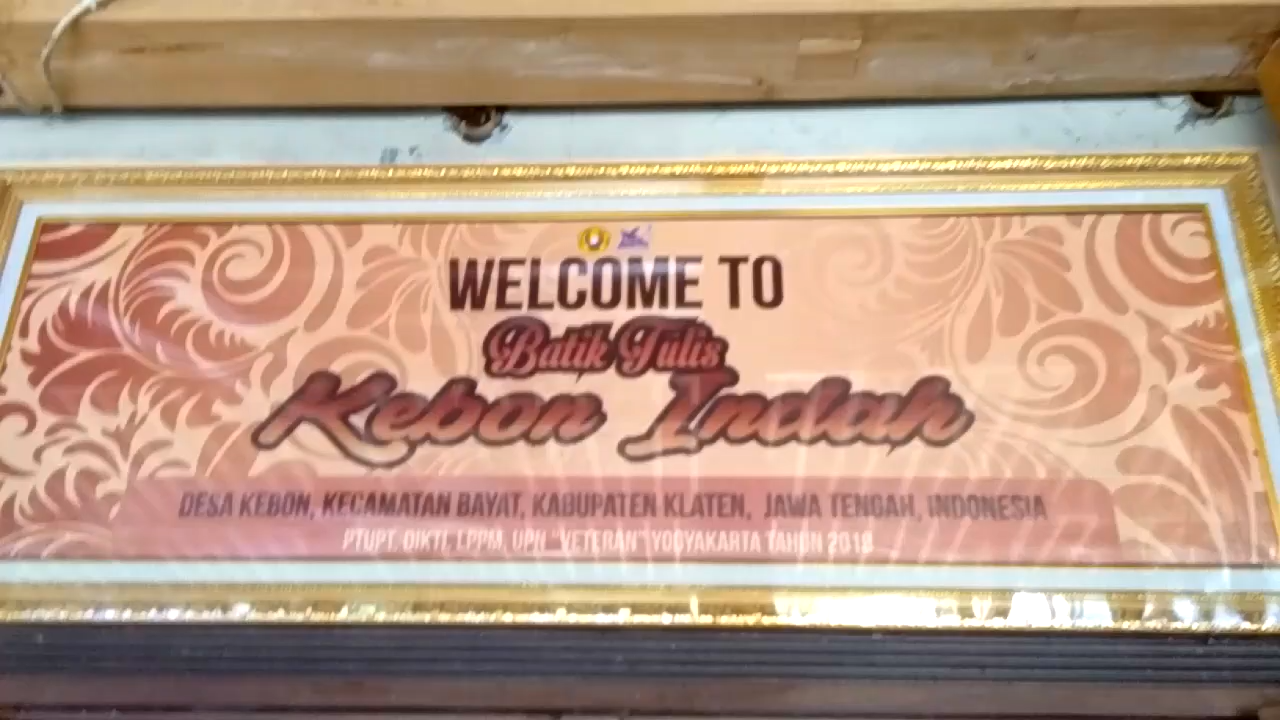 WELCOME TO
Batik Tulis
Kebon Indah
DESA KEBON, KECAMATAN BAYAT, KABUPATEN KLATEN, JAWA TENGAH, INDONESIA
PTUPT, DIKTI, LPPM, UPN "VETERAN" YOGYAKARTA TAHUN 2018